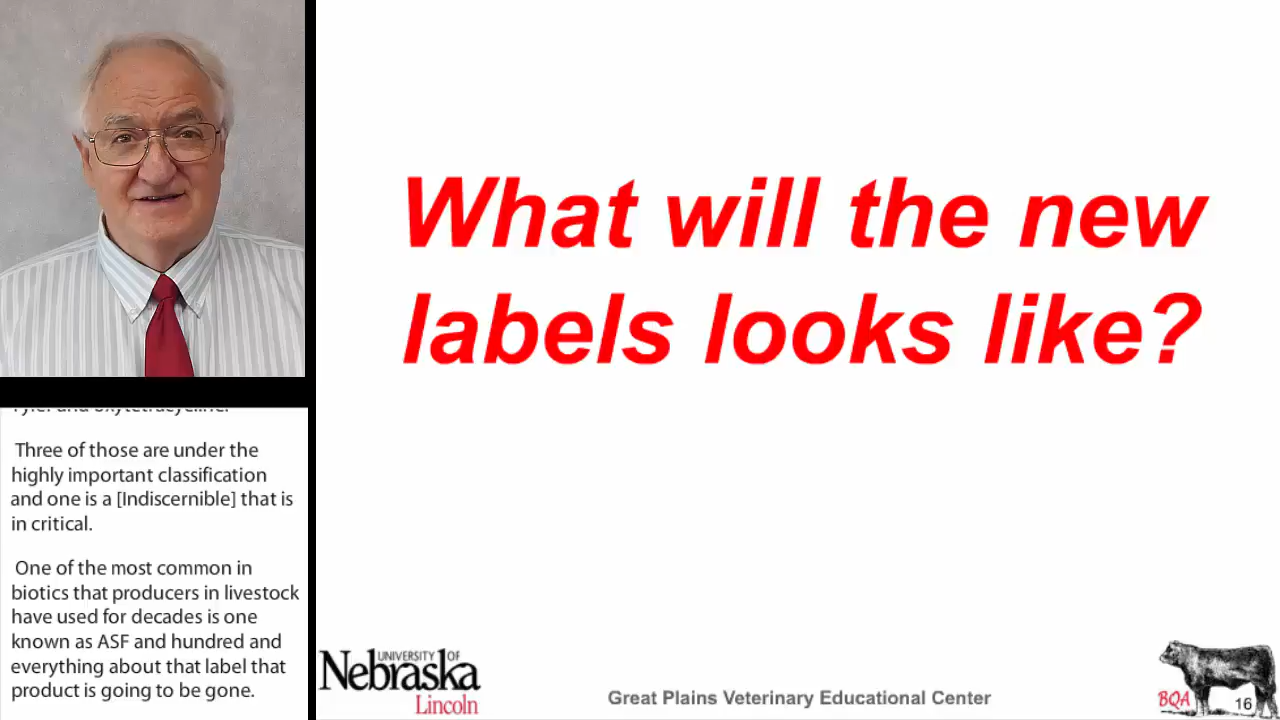 What will the new
labels looks like?
Three of those are under the
highly important classification
and one is a [Indiscernible] that is
in critical.
One of the most common in
biotics that producers in livestock
have used for decades is one
known as ASF and hundred and
everything about that label that
product is going to be gone.
UNIVERSITY OF
Nebraska
Lincoln
Great Plains Veterinary Educational Center
BQA
16